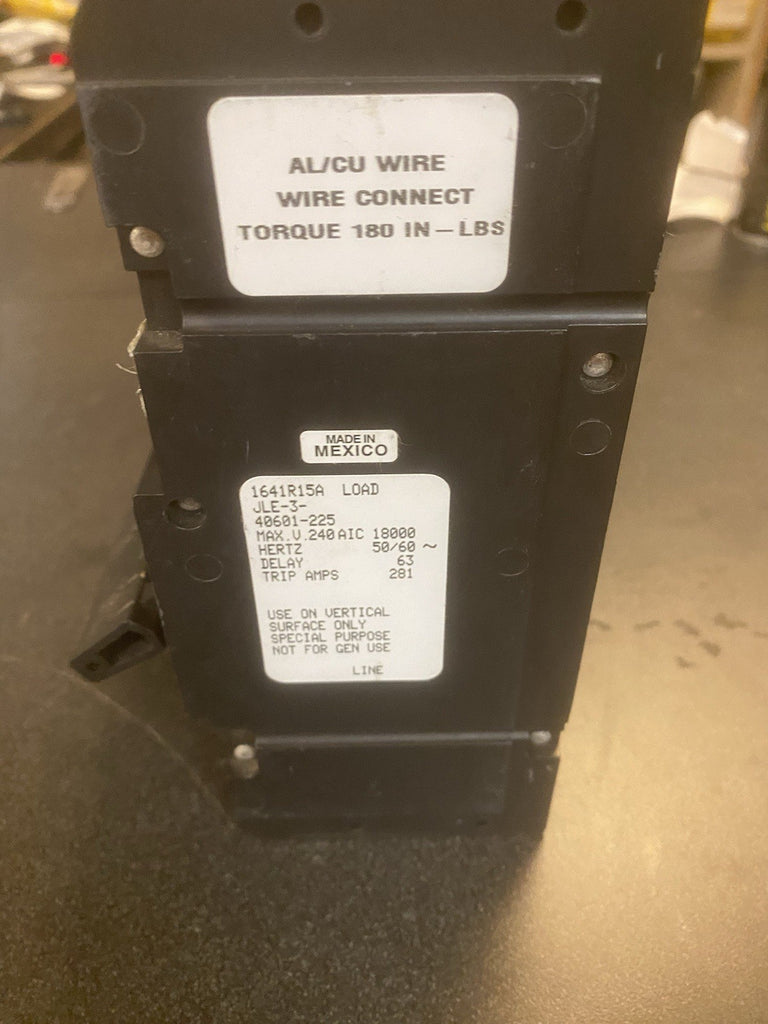 AL/CU WIRE
WIRE CONNECT
TORQUE 180 IN-LBS
MADE IN
MEXICO
1641R15A LOAD
JLE-3-
40601-225
MAX.V.240 AIC 18000
HERTZ 50/60 ~
DELAY 63
TRIP AMPS 281
USE ON VERTICAL
SURFACE ONLY
SPECIAL PURPOSE
NOT FOR GEN USE
LINE